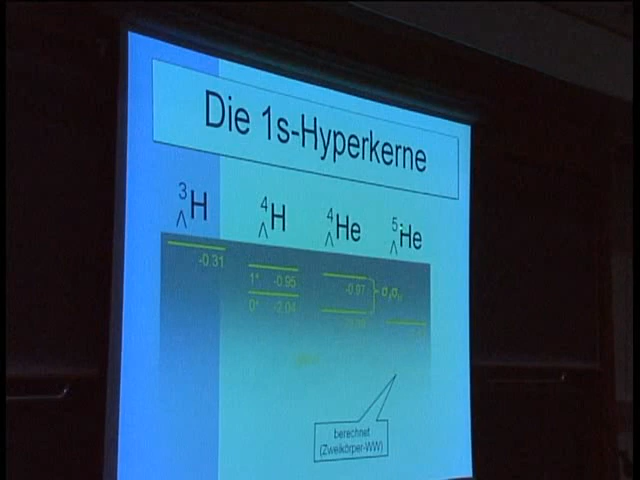 Die 1s-Hyperkerne
³ΛH ⁴ΛH ⁴ΛHe ⁵ΛHe
-0.31
1⁺ -0.95 -0.97 σΛσN
0⁺ -2.04
berechnet
(Zweikörper-WW)